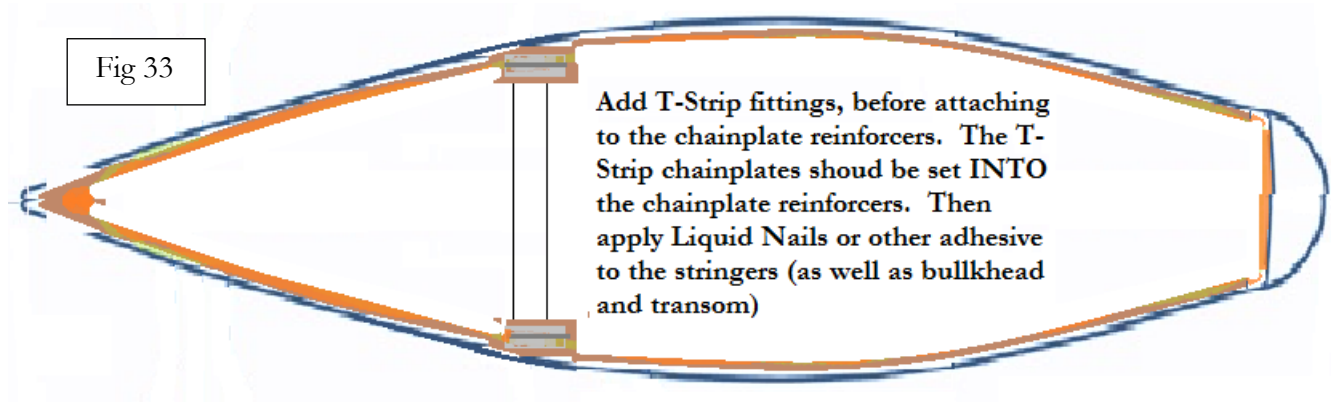 Fig 33
Add T-Strip fittings, before attaching
to the chainplate reinforcers.  The T-
Strip chainplates shoud be set INTO
the chainplate reinforcers.  Then
apply Liquid Nails or other adhesive
to the stringers (as well as bullkhead
and transom)